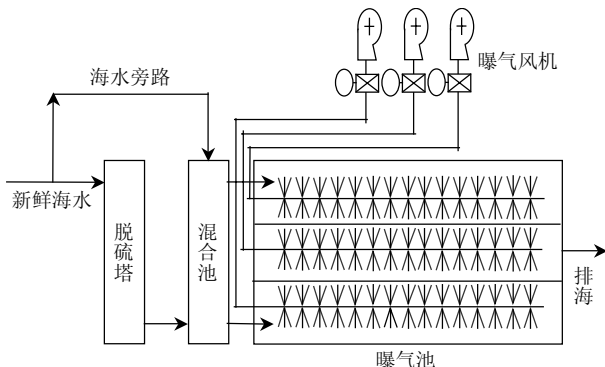 海水旁路
曝气风机
新鲜海水
脱硫塔
混合池
排海
曝气池